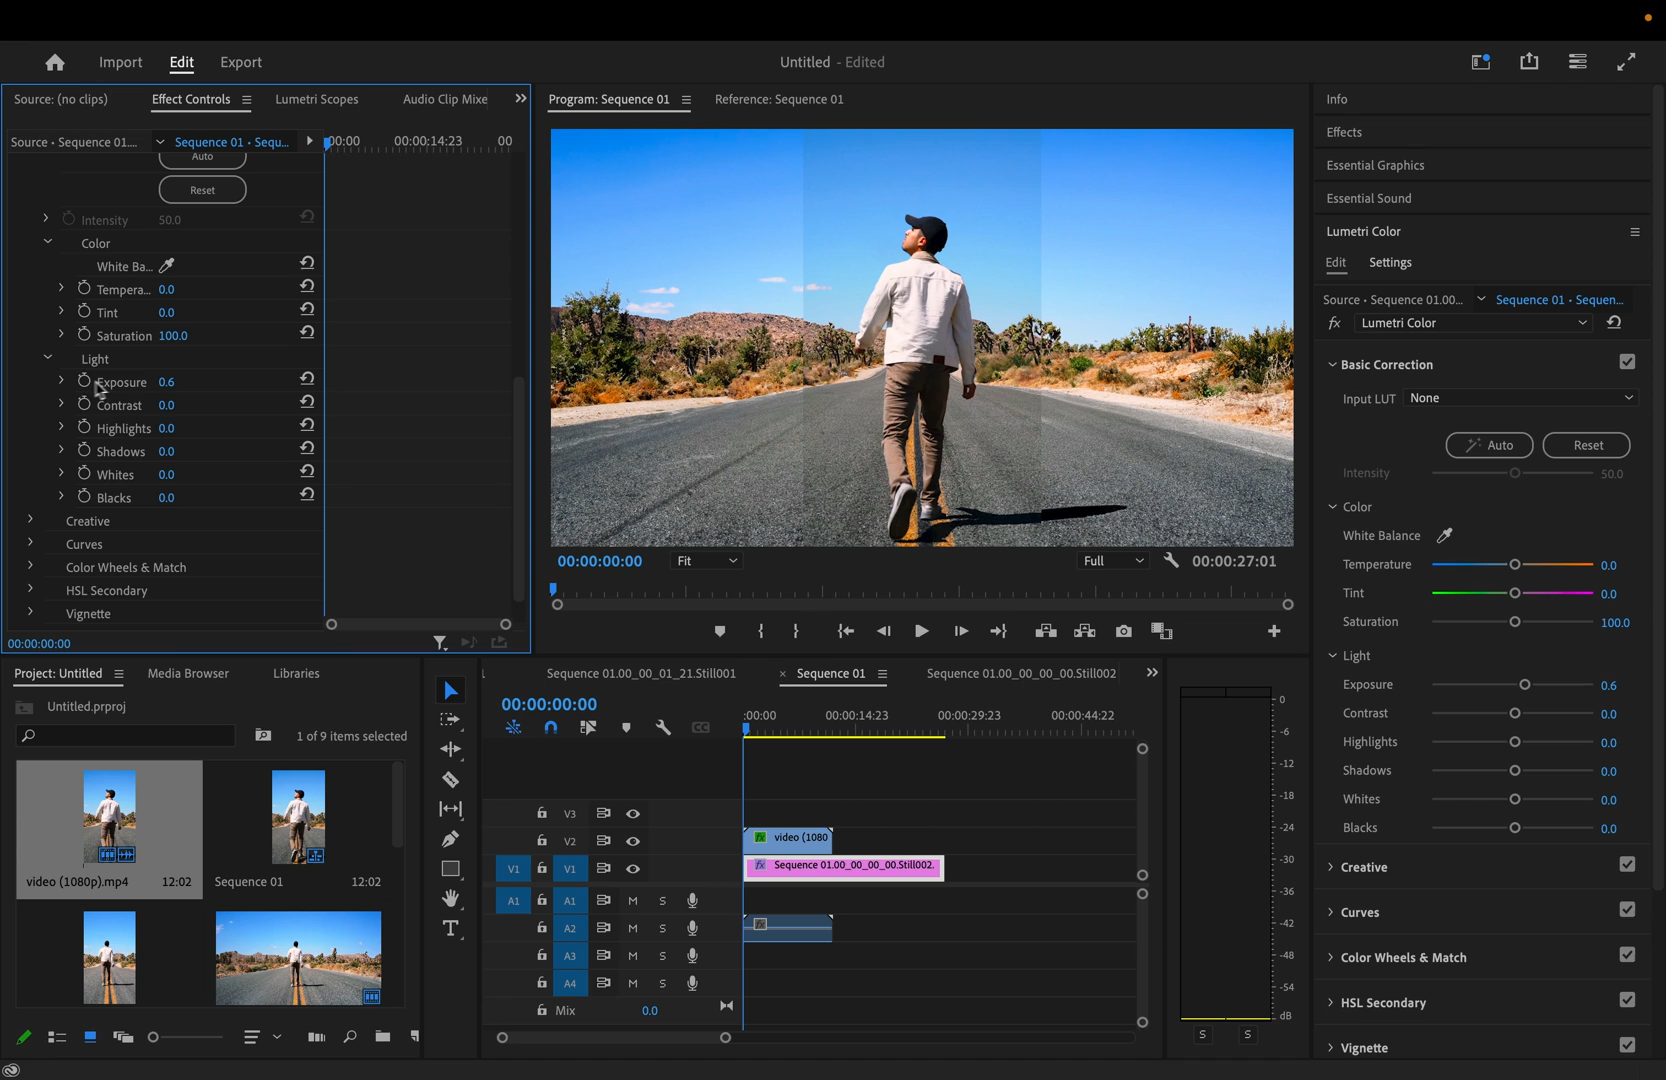 Import Edit Export
Untitled - Edited
Source: (no clips) Effect Controls Lumetri Scopes Audio Clip Mixe
Source • Sequence 01.... Sequence 01 • Sequ... 00:00 00:00:14:23 00
Auto
Reset
Intensity 50.0
Color
White Ba...
Tempera... 0.0
Tint 0.0
Saturation 100.0
Light
Exposure 0.6
Contrast 0.0
Highlights 0.0
Shadows 0.0
Whites 0.0
Blacks 0.0
Creative
Curves
Color Wheels & Match
HSL Secondary
Vignette
00:00:00:00
Program: Sequence 01 Reference: Sequence 01
00:00:00:00 Fit Full 00:00:27:01
Info
Effects
Essential Graphics
Essential Sound
Lumetri Color
Edit Settings
Source • Sequence 01.00... Sequence 01 • Sequen...
fx Lumetri Color
Basic Correction
Input LUT None
Auto Reset
Intensity 50.0
Color
White Balance
Temperature 0.0
Tint 0.0
Saturation 100.0
Light
Exposure 0.6
Contrast 0.0
Highlights 0.0
Shadows 0.0
Whites 0.0
Blacks 0.0
Creative
Curves
Color Wheels & Match
HSL Secondary
Vignette
Project: Untitled Media Browser Libraries
Untitled.prproj
1 of 9 items selected
video (1080p).mp4 12:02 Sequence 01 12:02
Sequence 01.00_00_01_21.Still001 × Sequence 01 Sequence 01.00_00_00_00.Still002
00:00:00:00
:00:00 00:00:14:23 00:00:29:23 00:00:44:22
CC
V3
V2 fx video (1080
V1 V1 fx Sequence 01.00_00_00_00.Still002.
A1 A1 M S
A2 M S fx
A3 M S
A4 M S
Mix 0.0
0
-6
-12
-18
-24
-30
-36
-42
-48
-54
dB
S S